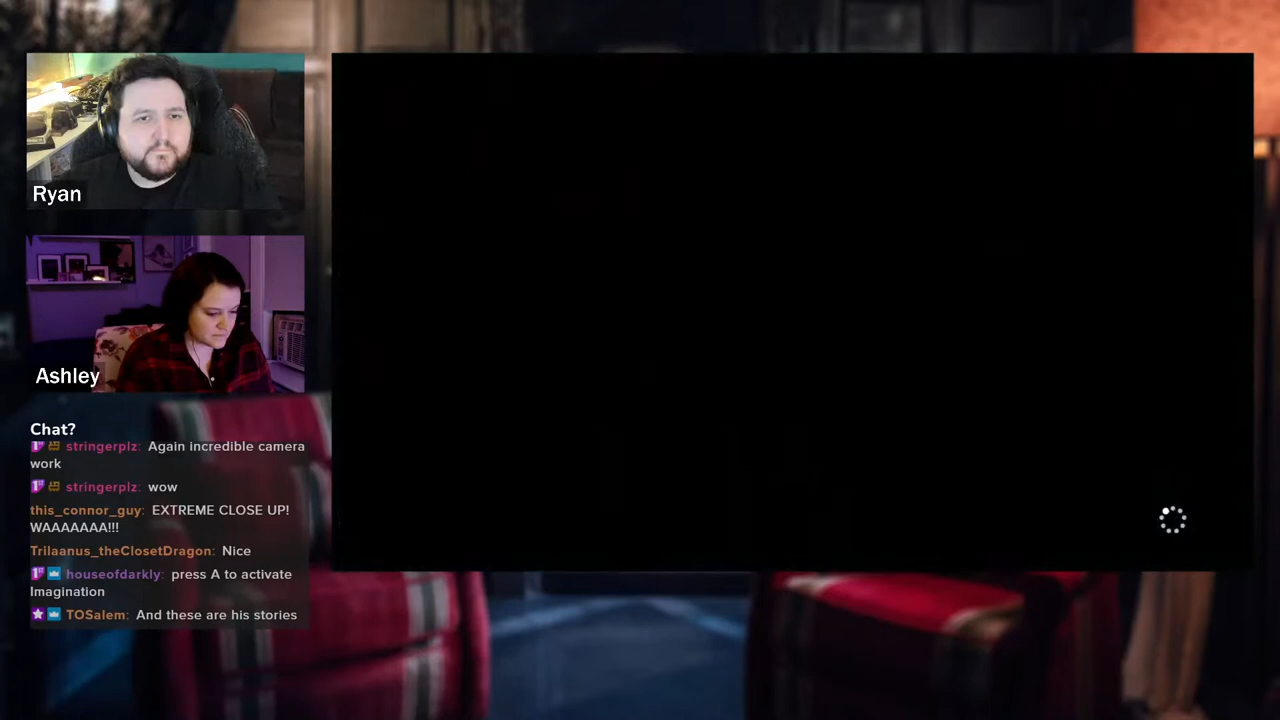 Ryan
Ashley
Chat?
stringerplz: Again incredible camera
work
stringerplz: wow
this_connor_guy: EXTREME CLOSE UP!
WAAAAAAA!!!
Trilaanus_theClosetDragon: Nice
houseofdarkly: press A to activate
Imagination
TOSalem: And these are his stories